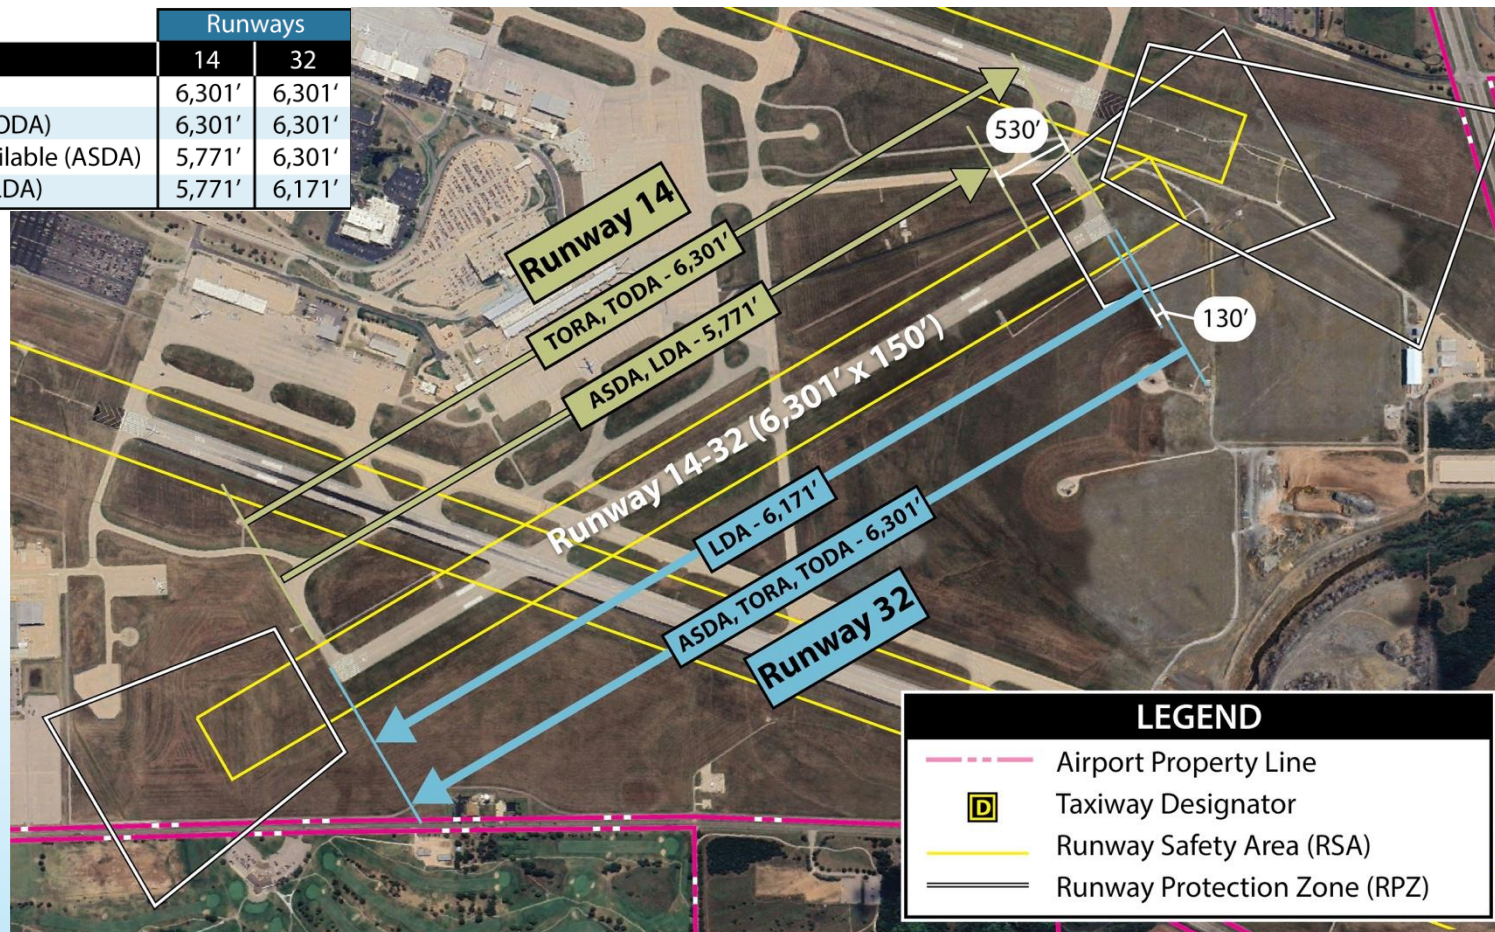 Runways
14 32
6,301’ 6,301‘
ODA) 6,301’ 6,301‘
ilable (ASDA) 5,771’ 6,301‘
LDA) 5,771’ 6,171’
530’
Runway 14
TORA, TODA - 6,301’
ASDA, LDA - 5,771’
130’
Runway 14-32 (6,301’ x 150’)
LDA - 6,171’
ASDA, TORA, TODA - 6,301’
Runway 32
LEGEND
Airport Property Line
D Taxiway Designator
Runway Safety Area (RSA)
Runway Protection Zone (RPZ)